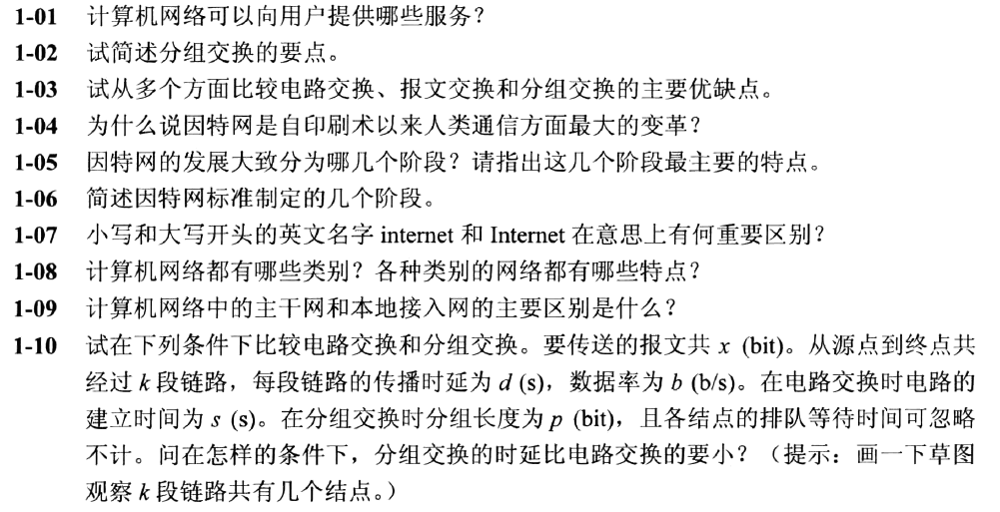 1-01 计算机网络可以向用户提供哪些服务？
1-02 试简述分组交换的要点。
1-03 试从多个方面比较电路交换、报文交换和分组交换的主要优缺点。
1-04 为什么说因特网是自印刷术以来人类通信方面最大的变革？
1-05 因特网的发展大致分为哪几个阶段？请指出这几个阶段最主要的特点。
1-06 简述因特网标准制定的几个阶段。
1-07 小写和大写开头的英文名字 internet 和 Internet 在意思上有何重要区别？
1-08 计算机网络都有哪些类别？各种类别的网络都有哪些特点？
1-09 计算机网络中的主干网和本地接入网的主要区别是什么？
1-10 试在下列条件下比较电路交换和分组交换。要传送的报文共 x (bit)。从源点到终点共
经过 k 段链路，每段链路的传播时延为 d (s)，数据率为 b (b/s)。在电路交换时电路的
建立时间为 s (s)。在分组交换时分组长度为 p (bit)，且各结点的排队等待时间可忽略
不计。问在怎样的条件下，分组交换的时延比电路交换的要小？（提示：画一下草图
观察 k 段链路共有几个结点。）